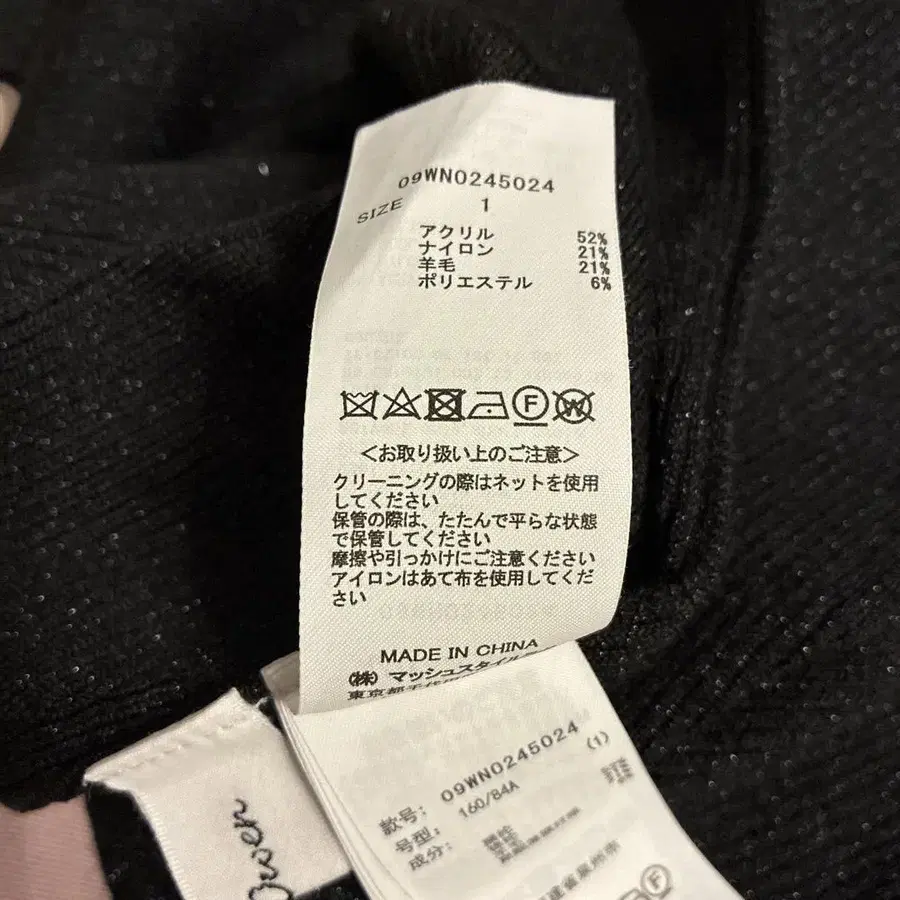 09WN0245024
SIZE 1
アクリル 52%
ナイロン 21%
羊毛 21%
ポリエステル 6%
F
W
<お取り扱い上のご注意>
クリーニングの際はネットを使用
してください
保管の際は、たたんで平らな状態
で保管してください
摩擦や引っかけにご注意ください
アイロンはあて布を使用してくだ
さい
MADE IN CHINA
(株) マッシュスタイル
東京都千代
款号: 09WN0245024 (1)
号型: 160/84A
成分:
F